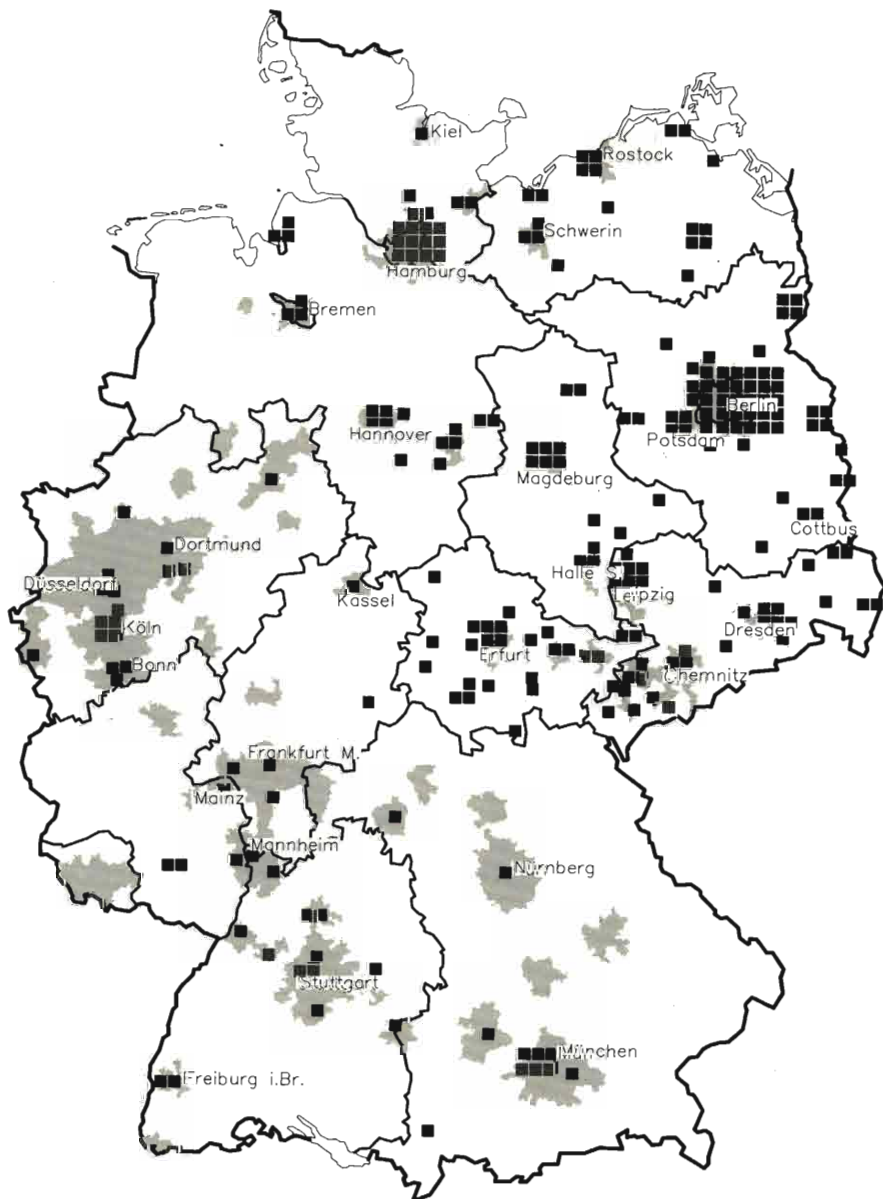 Kiel
Rostock
Schwerin
Hamburg
Bremen
Berlin
Hannover
Potsdam
Magdeburg
Cottbus
Dortmund
Halle S.
Düsseldorf
Kassel
Leipzig
Köln
Dresden
Erfurt
Bonn
Chemnitz
Frankfurt M.
Mainz
Mannheim
Nürnberg
Stuttgart
München
Freiburg i.Br.